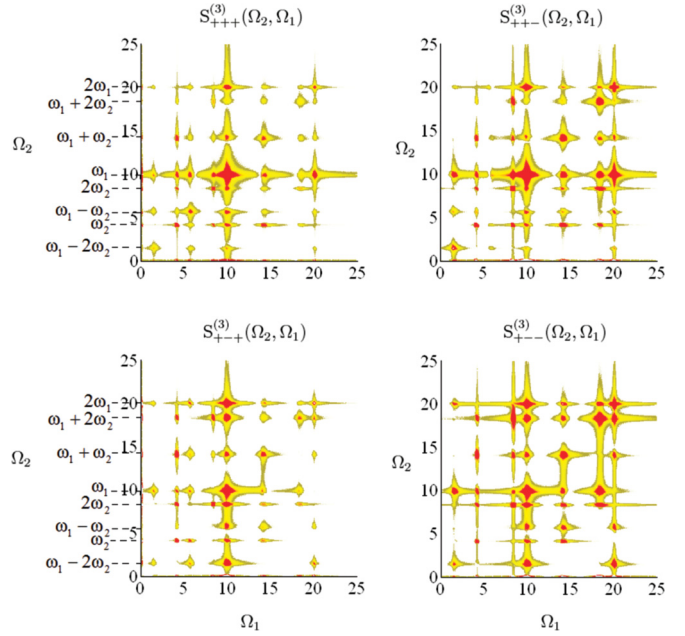 S⁽³⁾₊₊₊(Ω₂, Ω₁)
S⁽³⁾₊₊₋(Ω₂, Ω₁)
25
2ω₁ 20
ω₁ + 2ω₂
ω₁ + ω₂ 15
Ω₂
ω₁ 10
2ω₂
ω₁ − ω₂ 5
ω₂
ω₁ − 2ω₂
0
0 5 10 15 20 25
25
20
15
Ω₂
10
5
0
0 5 10 15 20 25
S⁽³⁾₊₋₊(Ω₂, Ω₁)
S⁽³⁾₊₋₋(Ω₂, Ω₁)
25
2ω₁ 20
ω₁ + 2ω₂
ω₁ + ω₂ 15
Ω₂
ω₁ 10
2ω₂
ω₁ − ω₂ 5
ω₂
ω₁ − 2ω₂
0
0 5 10 15 20 25
Ω₁
25
20
15
Ω₂
10
5
0
0 5 10 15 20 25
Ω₁